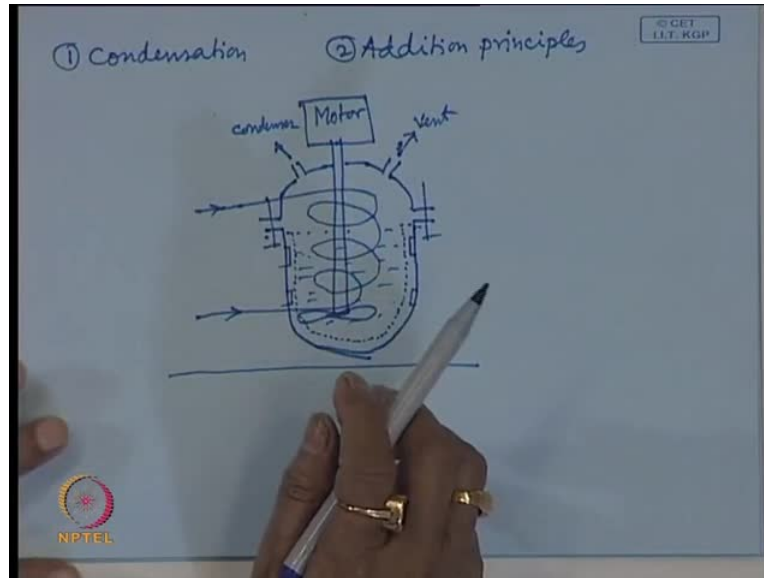 © CET
I.I.T. KGP
① Condensation ② Addition principles
Motor
condenser
Vent
NPTEL